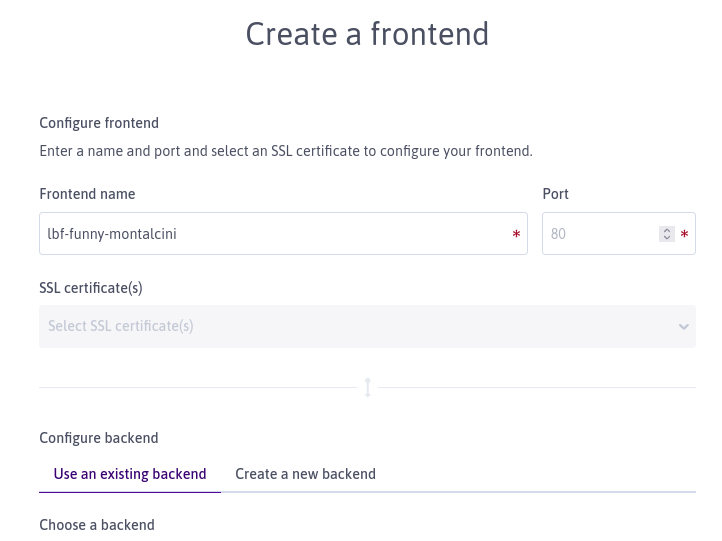 Create a frontend
Configure frontend
Enter a name and port and select an SSL certificate to configure your frontend.
Frontend name
Port
lbf-funny-montalcini *
80 *
SSL certificate(s)
Select SSL certificate(s)
Configure backend
Use an existing backend
Create a new backend
Choose a backend